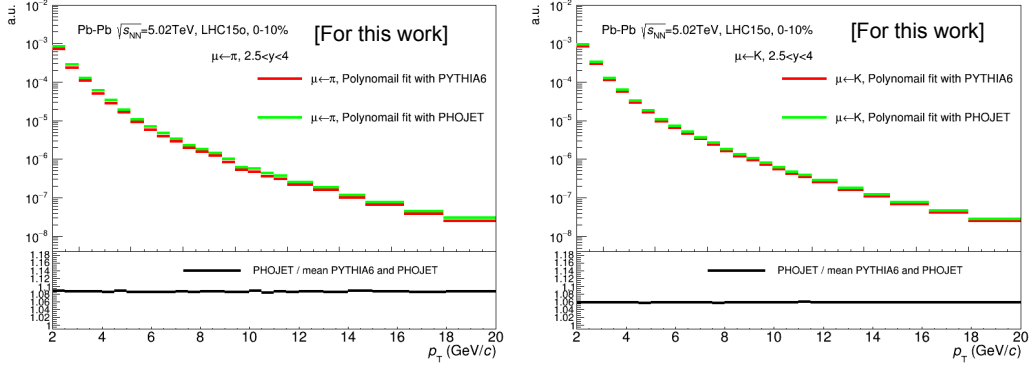 a.u.
Pb-Pb √sNN=5.02TeV, LHC15o, 0-10%
[For this work]
μ←π, 2.5<y<4
μ←π, Polynomail fit with PYTHIA6
μ←π, Polynomail fit with PHOJET
10−2
10−3
10−4
10−5
10−6
10−7
10−8
PHOJET / mean PYTHIA6 and PHOJET
1.18
1.16
1.14
1.12
1.1
1.08
1.06
1.04
1.02
1
2 4 6 8 10 12 14 16 18 20
pT (GeV/c)
a.u.
Pb-Pb √sNN=5.02TeV, LHC15o, 0-10%
[For this work]
μ←K, 2.5<y<4
μ←K, Polynomail fit with PYTHIA6
μ←K, Polynomail fit with PHOJET
10−2
10−3
10−4
10−5
10−6
10−7
10−8
PHOJET / mean PYTHIA6 and PHOJET
1.18
1.16
1.14
1.12
1.1
1.08
1.06
1.04
1.02
1
2 4 6 8 10 12 14 16 18 20
pT (GeV/c)